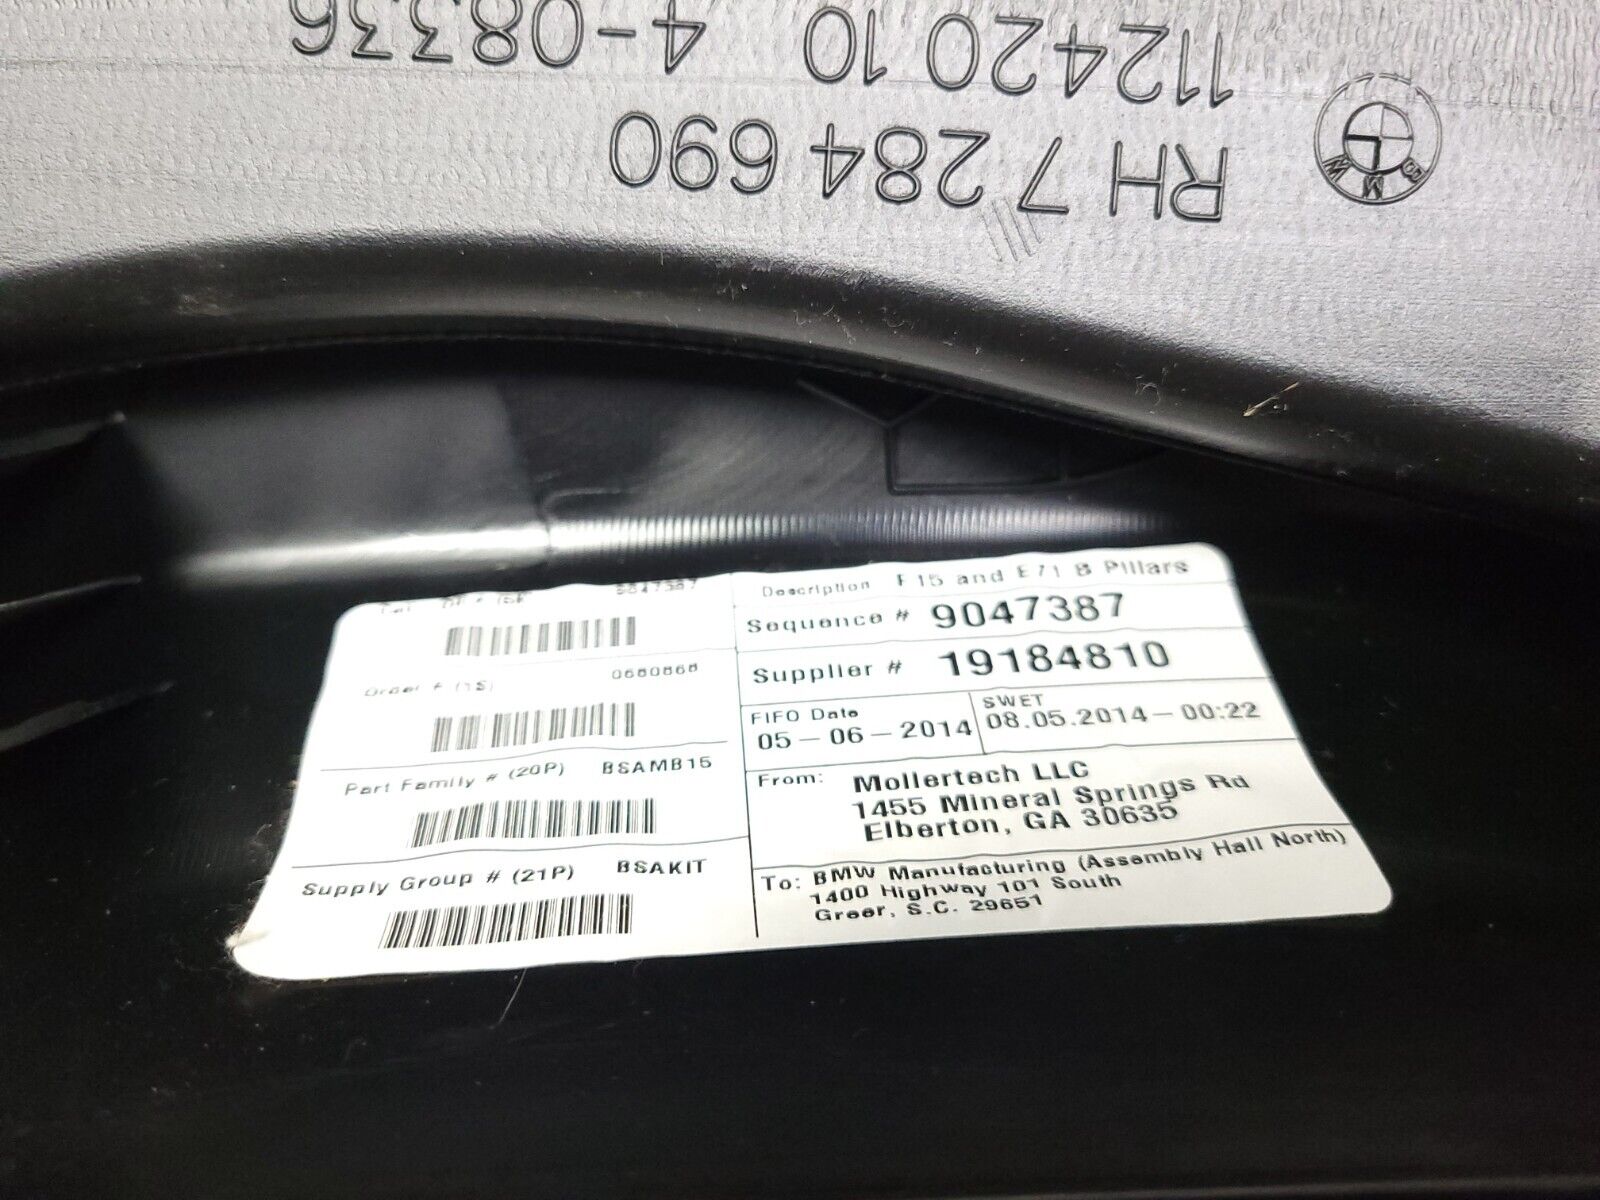 RH 7 284 690
11242010 4-08336
BMW
9047387
Order # (1S) 0680868
Part Family # (20P) BSAMB15
Supply Group # (21P) BSAKIT
Description F15 and E71 B Pillars
Sequence # 9047387
Supplier # 19184810
FIFO Date
05-06-2014
SWET
08.05.2014-00:22
From: Mollertech LLC
1455 Mineral Springs Rd
Elberton, GA 30635
To: BMW Manufacturing (Assembly Hall North)
1400 Highway 101 South
Greer, S.C. 29651